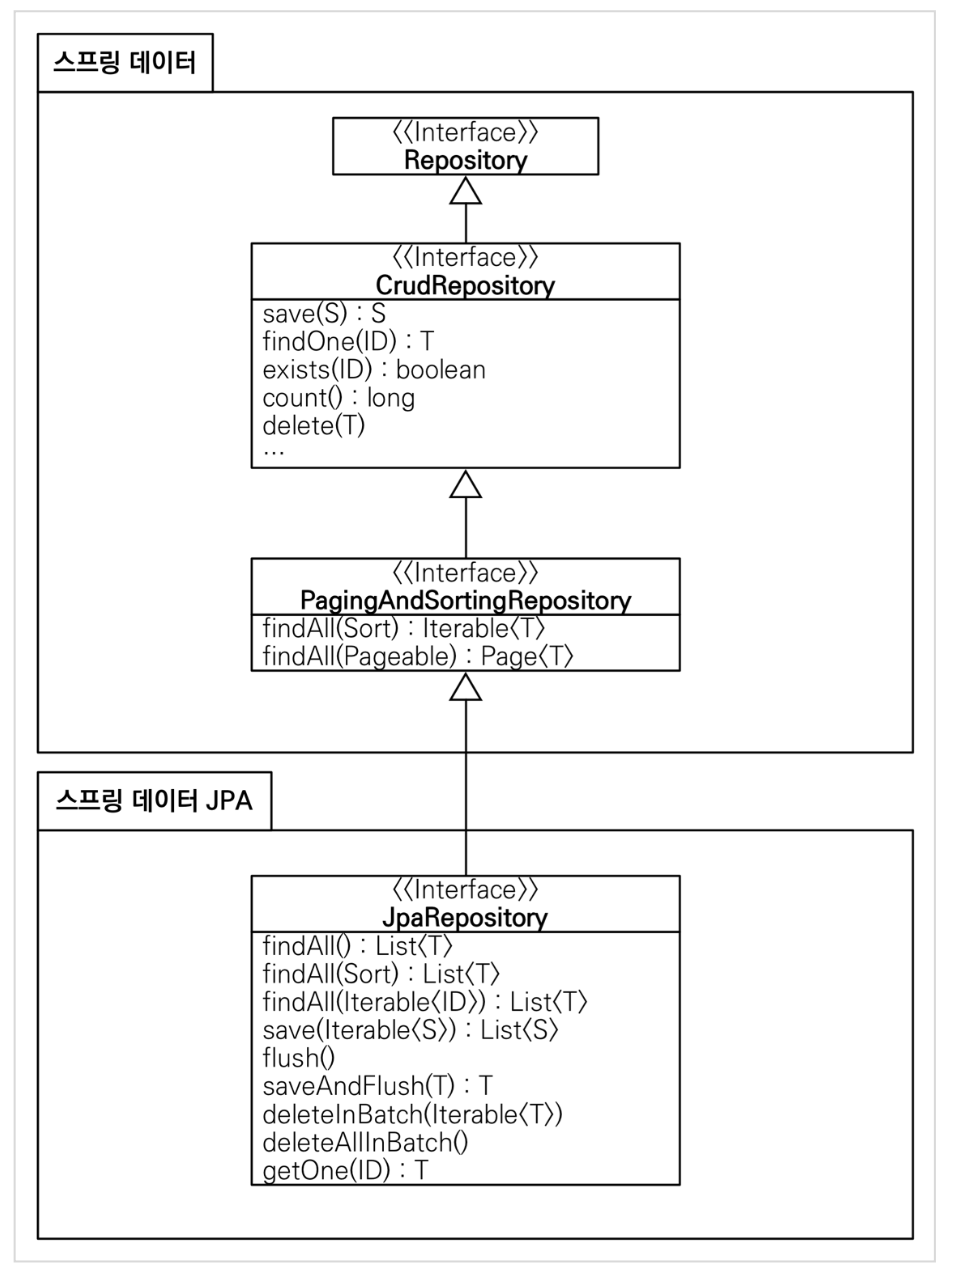 스프링 데이터
〈〈Interface〉〉
Repository
〈〈Interface〉〉
CrudRepository
save(S) : S
findOne(ID) : T
exists(ID) : boolean
count() : long
delete(T)
…
〈〈Interface〉〉
PagingAndSortingRepository
findAll(Sort) : Iterable〈T〉
findAll(Pageable) : Page〈T〉
스프링 데이터 JPA
〈〈Interface〉〉
JpaRepository
findAll() : List〈T〉
findAll(Sort) : List〈T〉
findAll(Iterable〈ID〉) : List〈T〉
save(Iterable〈S〉) : List〈S〉
flush()
saveAndFlush(T) : T
deleteInBatch(Iterable〈T〉)
deleteAllInBatch()
getOne(ID) : T